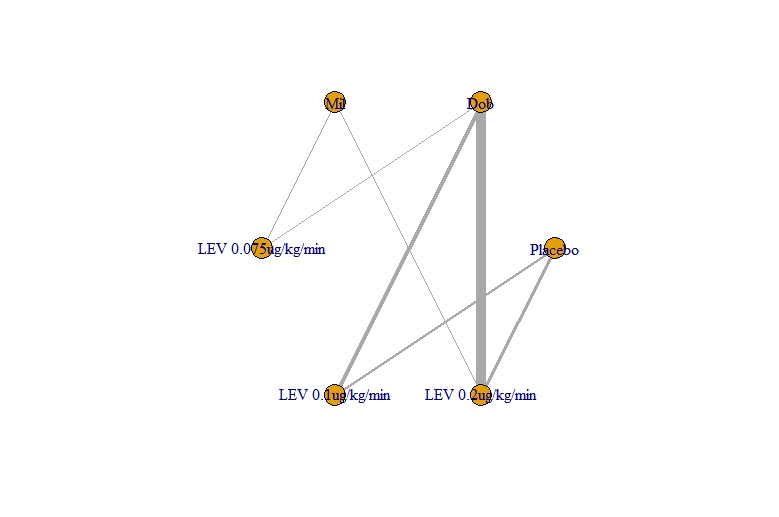 Mil
Dob
LEV 0.075ug/kg/min
Placebo
LEV 0.1ug/kg/min
LEV 0.2ug/kg/min